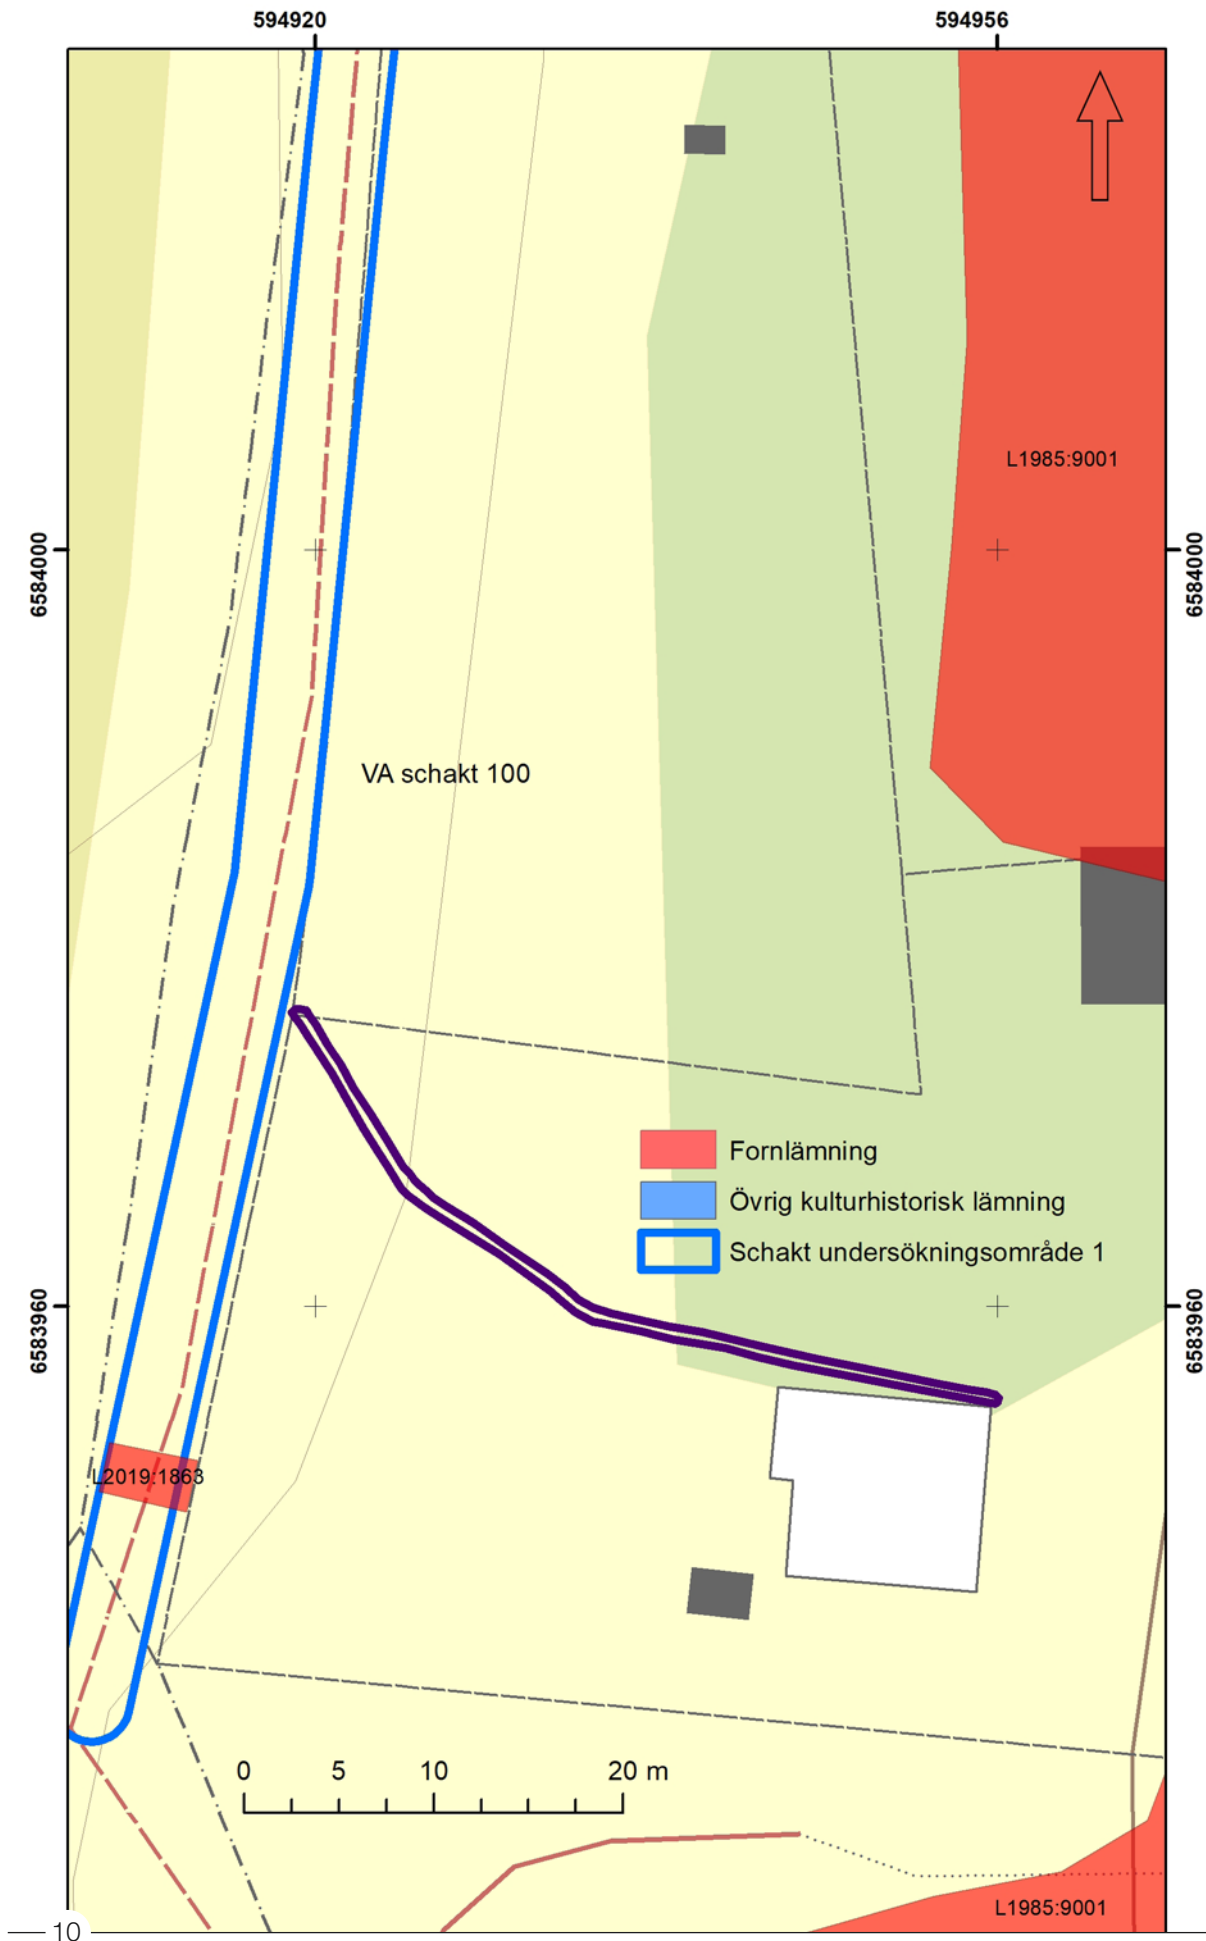 594920
594956
L1985:9001
6584000
6584000
VA schakt 100
Fornlämning
Övrig kulturhistorisk lämning
Schakt undersökningsområde 1
6583960
6583960
L2019:1863
0 5 10 20 m
L1985:9001
10